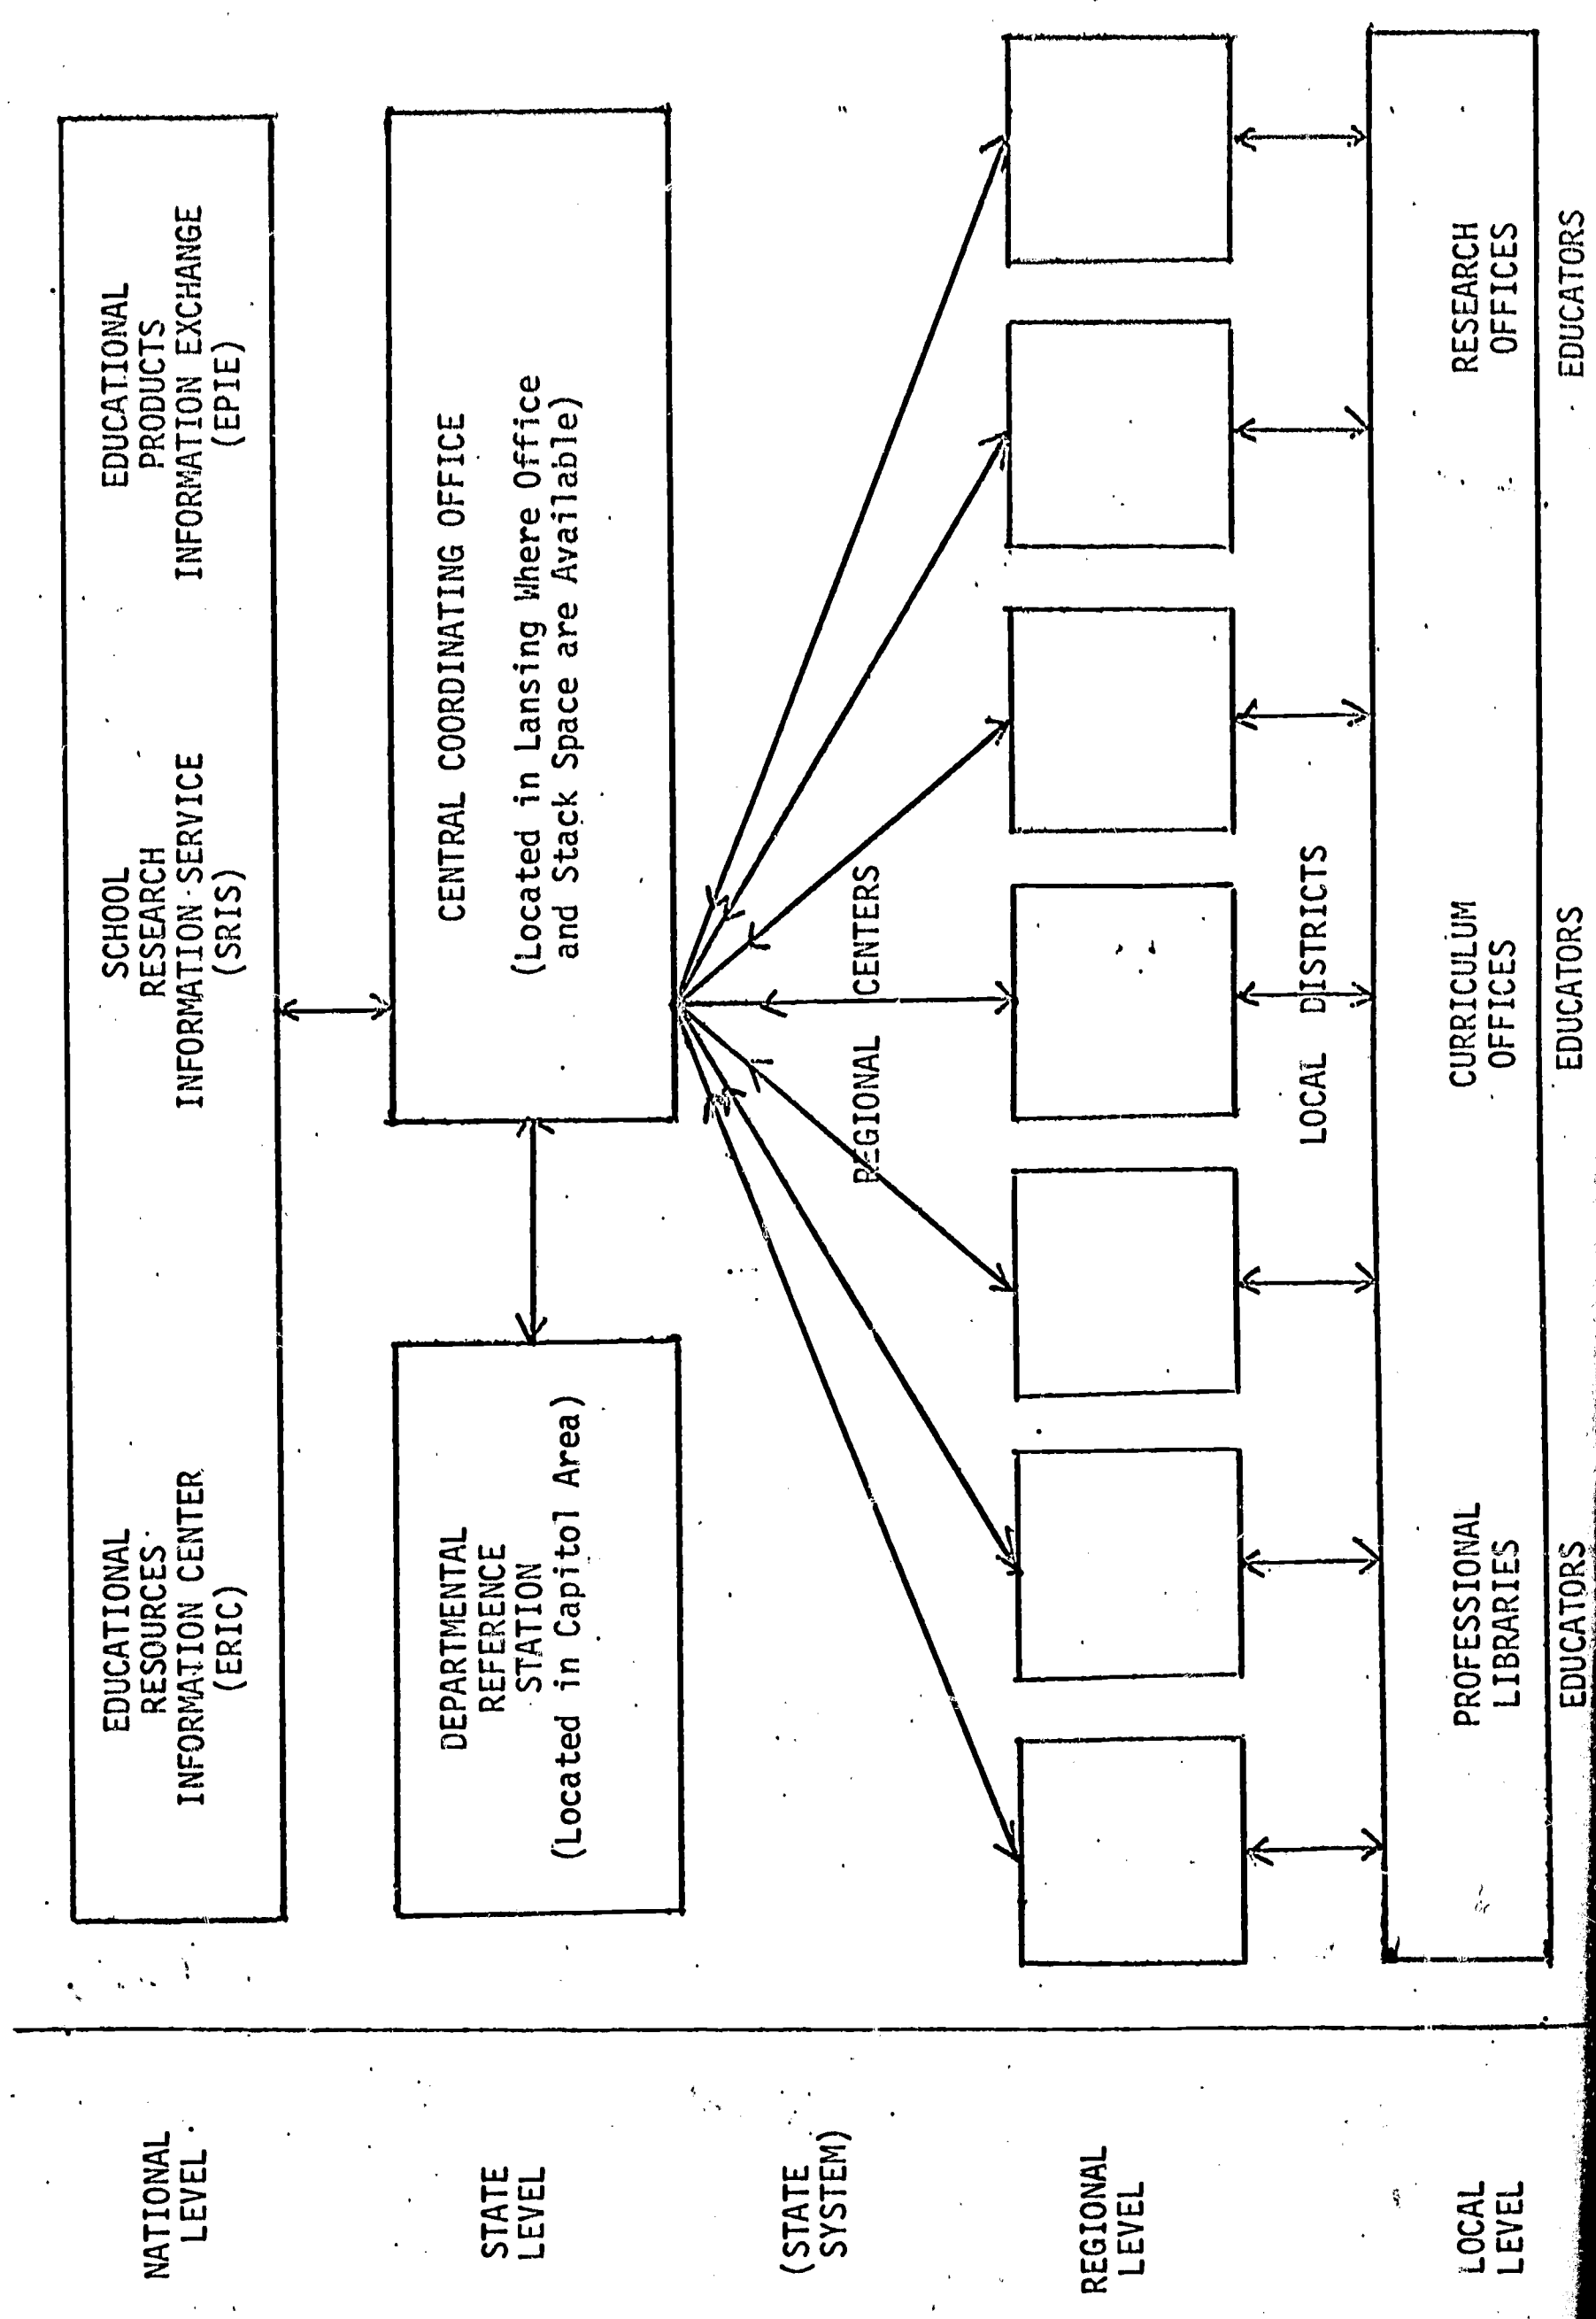 NATIONAL
LEVEL
EDUCATIONAL
RESOURCES
INFORMATION CENTER
(ERIC)
SCHOOL
RESEARCH
INFORMATION SERVICE
(SRIS)
EDUCATIONAL
PRODUCTS
INFORMATION EXCHANGE
(EPIE)
STATE
LEVEL
DEPARTMENTAL
REFERENCE
STATION
(Located in Capitol Area)
CENTRAL COORDINATING OFFICE
(Located in Lansing Where Office
and Stack Space are Available)
(STATE
SYSTEM)
REGIONAL CENTERS
REGIONAL
LEVEL
LOCAL DISTRICTS
LOCAL
LEVEL
PROFESSIONAL
LIBRARIES
CURRICULUM
OFFICES
RESEARCH
OFFICES
EDUCATORS
EDUCATORS
EDUCATORS